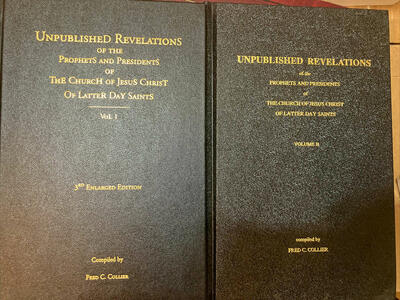 UNPUBLISHED REVELATIONS
OF THE
PROPHETS AND PRESIDENTS
OF
THE CHURCH OF JESUS CHRIST
OF LATTER DAY SAINTS
VOL. I
3RD ENLARGED EDITION
Compiled by
FRED C. COLLIER
UNPUBLISHED REVELATIONS
of the
PROPHETS AND PRESIDENTS
of
THE CHURCH OF JESUS CHRIST
OF LATTER DAY SAINTS
VOLUME II
compiled by
FRED C. COLLIER